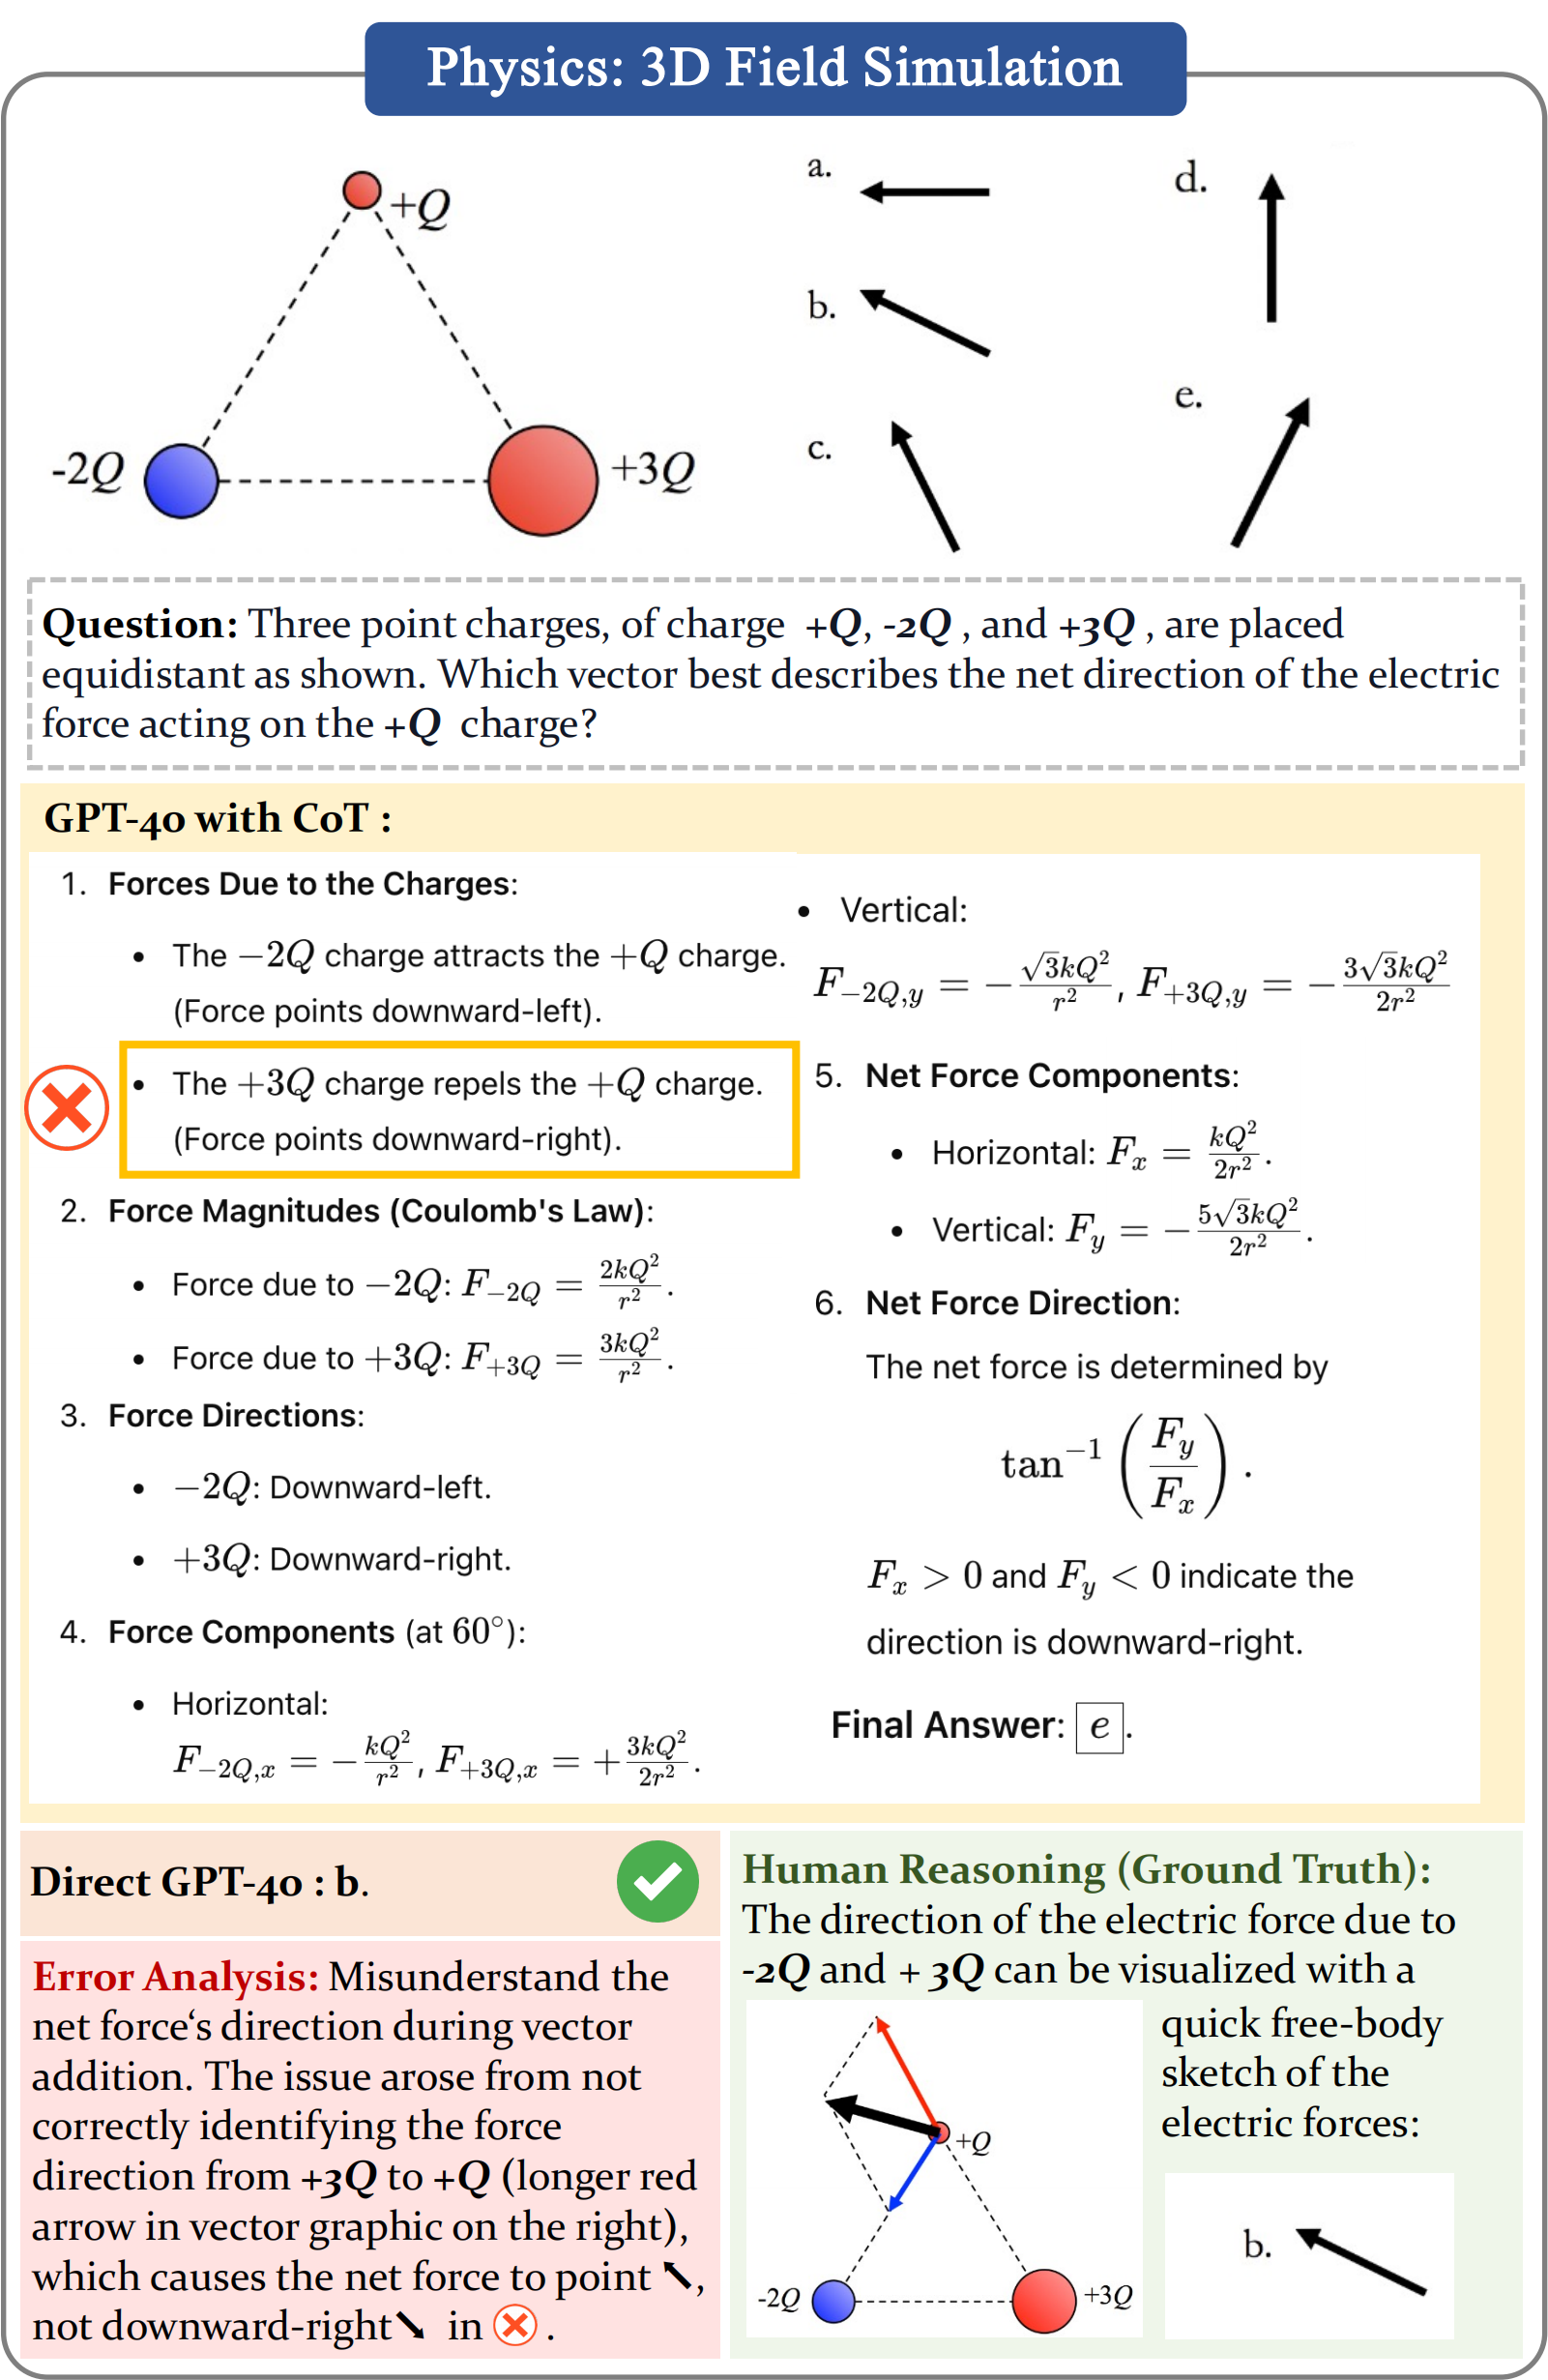 Physics: 3D Field Simulation
+Q
-2Q
+3Q
a.
b.
c.
d.
e.
Question: Three point charges, of charge +Q, -2Q , and +3Q , are placed
equidistant as shown. Which vector best describes the net direction of the electric
force acting on the +Q charge?
GPT-4o with CoT :
1. Forces Due to the Charges:
• The −2Q charge attracts the +Q charge.
(Force points downward-left).
• The +3Q charge repels the +Q charge.
(Force points downward-right).
2. Force Magnitudes (Coulomb's Law):
• Force due to −2Q: F_{−2Q} = \frac{2kQ^2}{r^2}.
• Force due to +3Q: F_{+3Q} = \frac{3kQ^2}{r^2}.
3. Force Directions:
• −2Q: Downward-left.
• +3Q: Downward-right.
4. Force Components (at 60°):
• Horizontal:
F_{−2Q,x} = −\frac{kQ^2}{r^2}, F_{+3Q,x} = +\frac{3kQ^2}{2r^2}.
• Vertical:
F_{−2Q,y} = −\frac{\sqrt{3}kQ^2}{r^2}, F_{+3Q,y} = −\frac{3\sqrt{3}kQ^2}{2r^2}
5. Net Force Components:
• Horizontal: F_x = \frac{kQ^2}{2r^2}.
• Vertical: F_y = −\frac{5\sqrt{3}kQ^2}{2r^2}.
6. Net Force Direction:
The net force is determined by
tan^{−1} (\frac{F_y}{F_x}) .
F_x > 0 and F_y < 0 indicate the
direction is downward-right.
Final Answer: e.
Direct GPT-4o : b.
Error Analysis: Misunderstand the
net force‘s direction during vector
addition. The issue arose from not
correctly identifying the force
direction from +3Q to +Q (longer red
arrow in vector graphic on the right),
which causes the net force to point ↖,
not downward-right↘ in ⊗ .
Human Reasoning (Ground Truth):
The direction of the electric force due to
-2Q and + 3Q can be visualized with a
quick free-body
sketch of the
electric forces:
+Q
-2Q
+3Q
b.